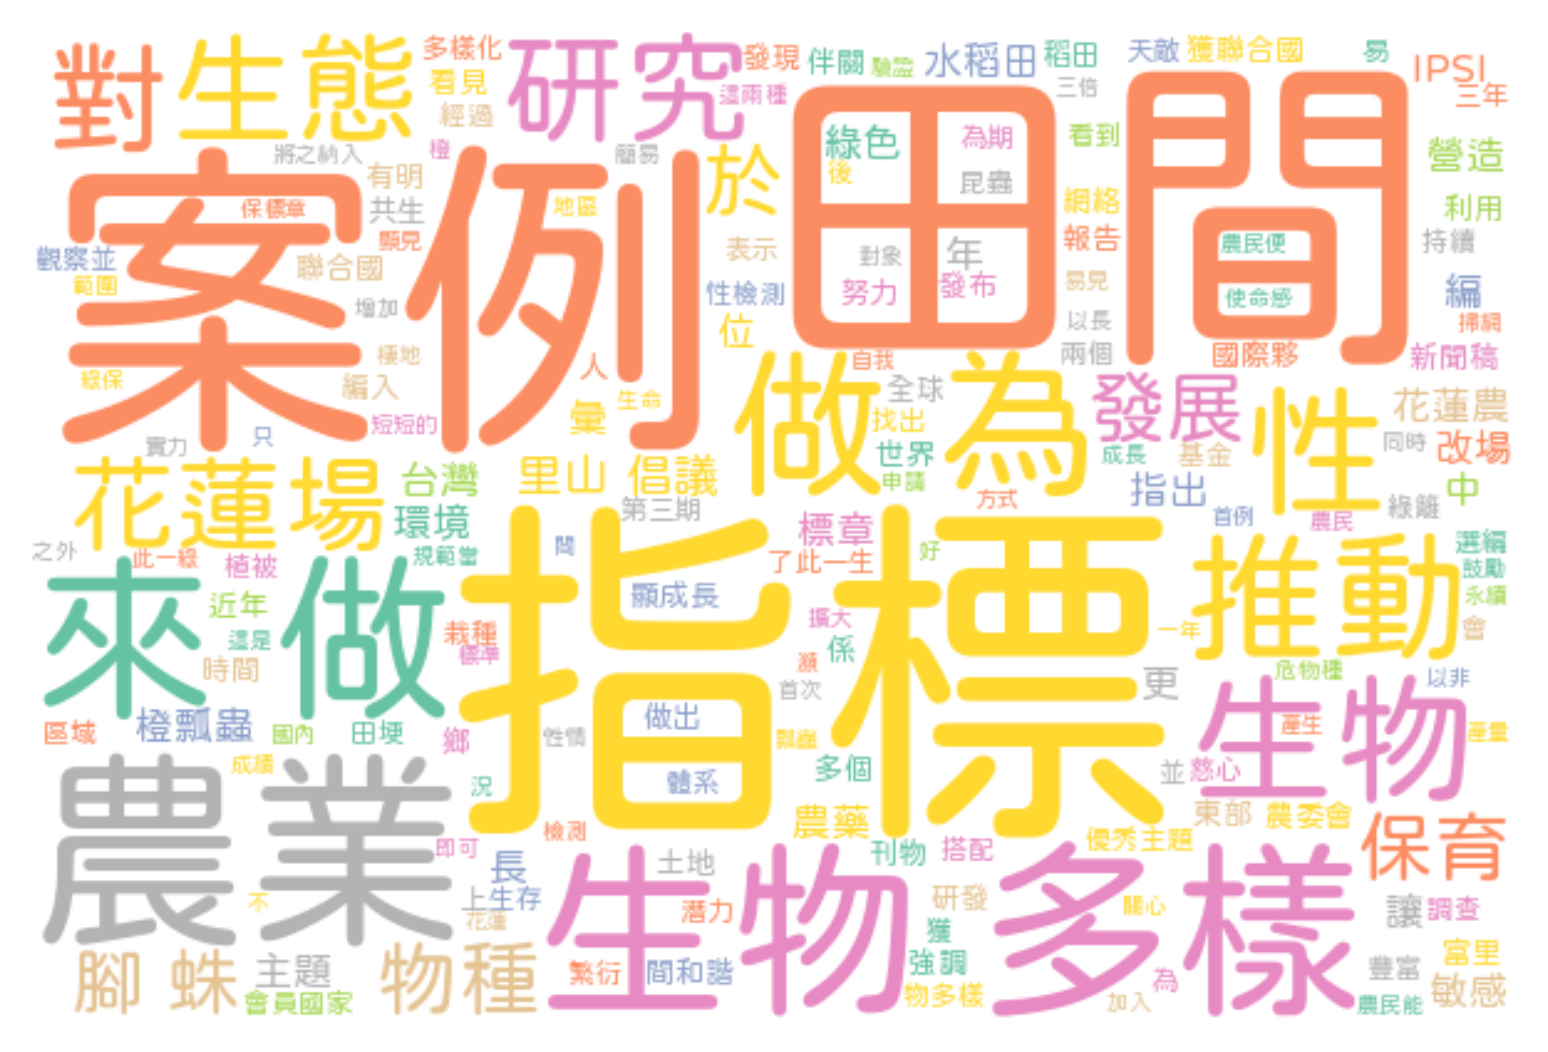 對 生態 多樣化 研究 發現 伴關 驗證 水稻田 稻田 天敵 獲聯合國 易 IPSI
看見 這兩種 三倍 三年
經過 綠色 為期 看到 營造
將之納入 橙 簡易 於 後
案例 田間
有明 昆蟲 網絡 利用
保標章 共生 地區
顯見 表示 對象 年 報告 農民便 持續
觀察並 聯合國
範圍 性檢測 努力 發布 易見 使命感 編
增加 位 以長 掃網
棲地 人 自我 兩個 國際夥 新聞稿
綠保 編入 生命 做為 全球 發展 性 花蓮農
短短的 彙 找出
實力 只 世界 成長 基金 同時 改場
花蓮場 台灣 里山 倡議 申請 指出 中
環境 第三期 標章 方式 首例 農民 綠籬
之外 此一綠 植被 規範當 間 了此一生 好 推動 選編
鼓勵
來做 指標
近年 顯成長 擴大 一年 永續
這是 栽種 係 會
標準
時間 瀕 首次 更 危物種 以非
區域 橙瓢蟲 國內 田埂 鄉 性情 做出 瓢蟲 生物 產生 產量
成績 況 體系 多個 並 慈心
農業 檢測 農藥 東部 農委會
即可 刊物 搭配 優秀主題 保育
長 土地
上生存 生物多樣
不 花蓮 潛力 研發 關心 讓 調查
獲
腳 蛛 主題 物種 繁衍 間和諧 強調 豐富 富里
會員國家 物多樣 加入 為 農民能 敏感